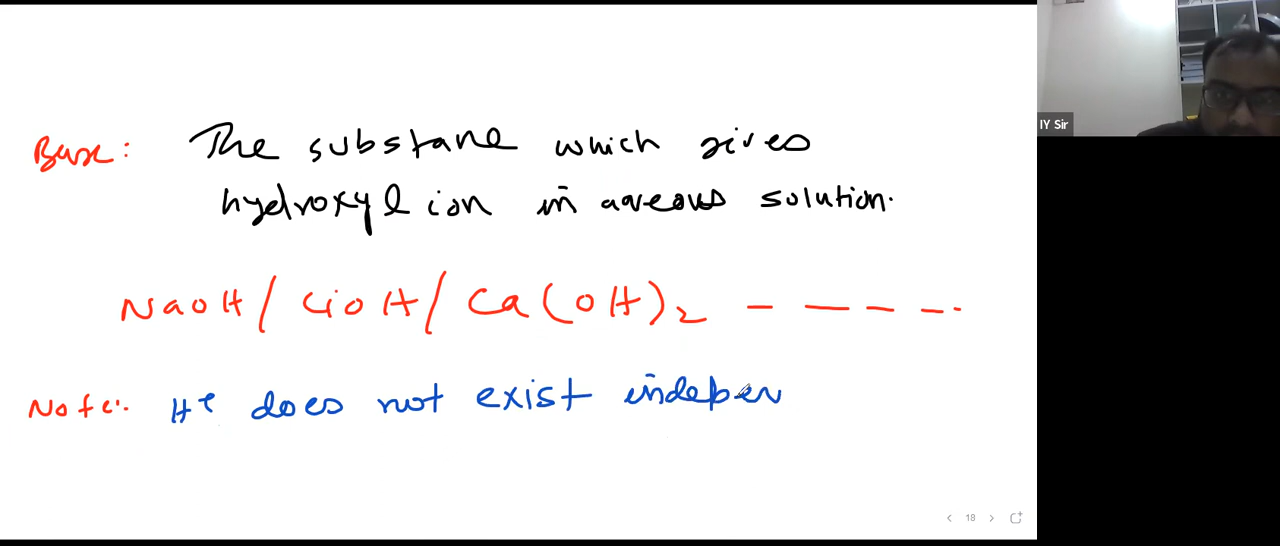 Base: The substane which gives
hydroxyl ion in aqueous solution.
NaOH / LiOH / Ca(OH)2 - - - -..
Note:. H⊕ does not exist indepen
IY Sir
18